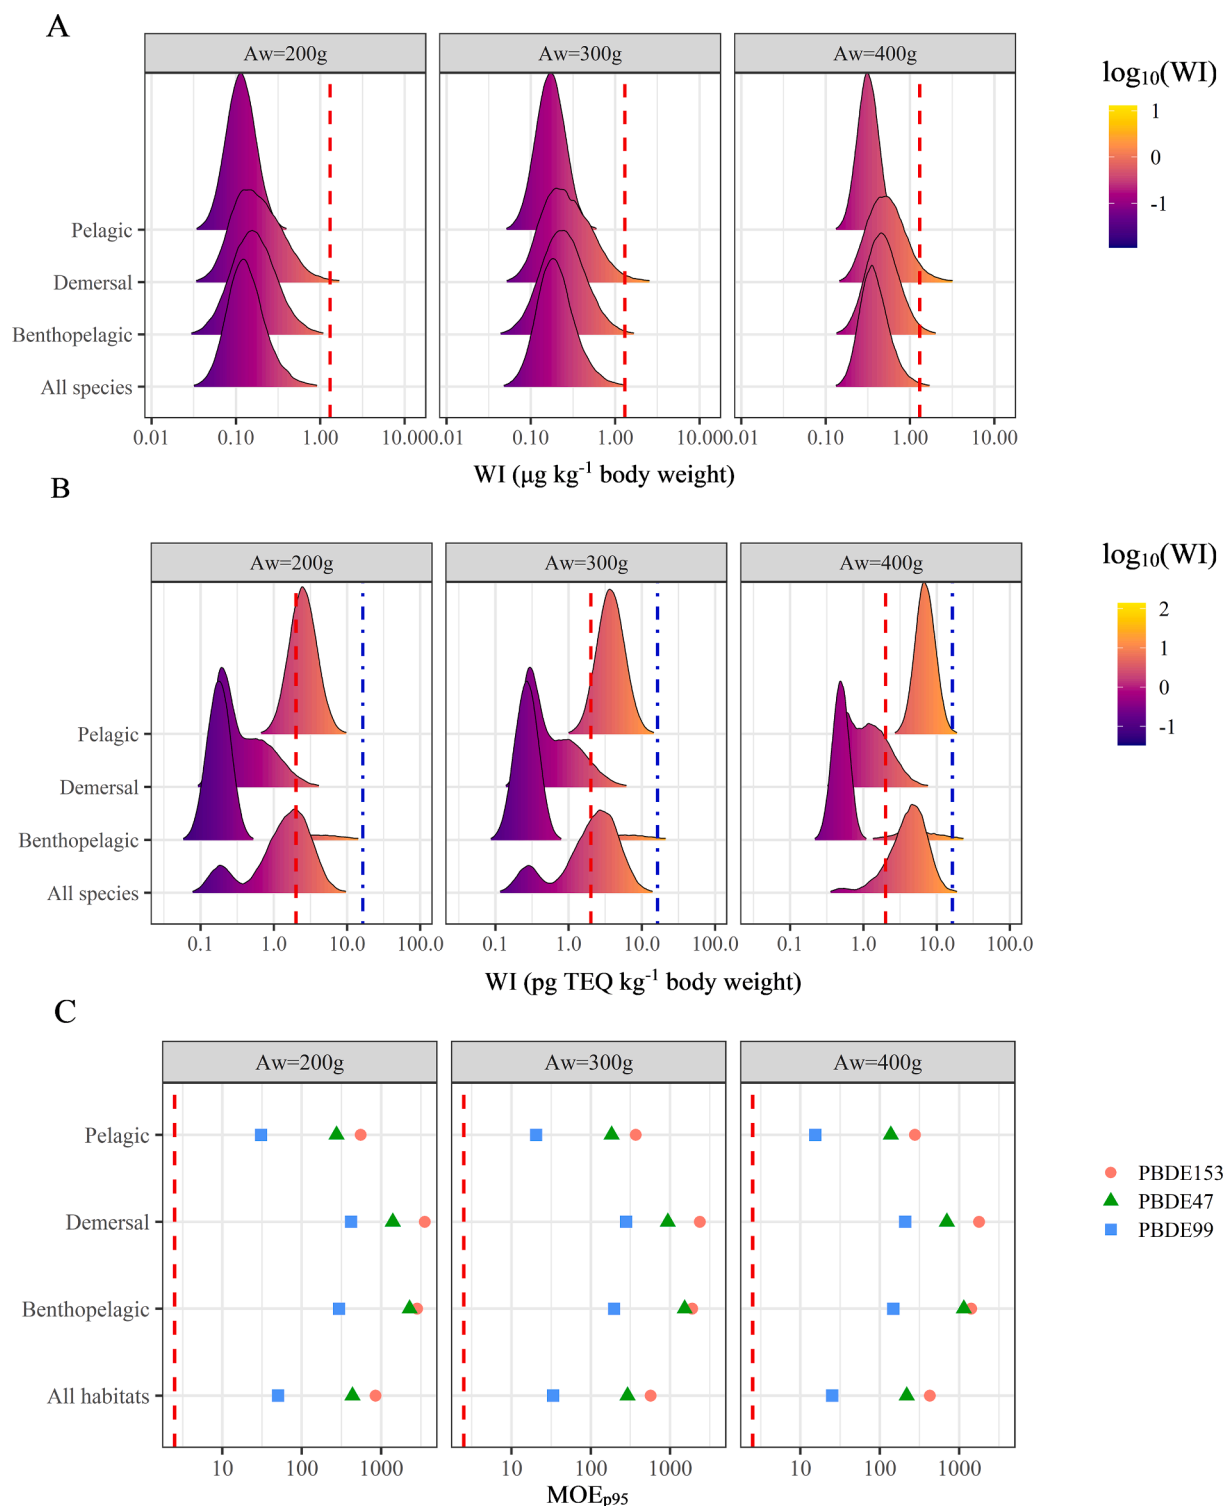 A
Aw=200g
Aw=300g
Aw=400g
log10(WI)
1
0
-1
Pelagic
Demersal
Benthopelagic
All species
0.01 0.10 1.00 10.00
0.01 0.10 1.00 10.00
0.01 0.10 1.00 10.00
WI (µg kg-1 body weight)
B
Aw=200g
Aw=300g
Aw=400g
log10(WI)
2
1
0
-1
Pelagic
Demersal
Benthopelagic
All species
0.1 1.0 10.0 100.0
0.1 1.0 10.0 100.0
0.1 1.0 10.0 100.0
WI (pg TEQ kg-1 body weight)
C
Aw=200g
Aw=300g
Aw=400g
Pelagic
Demersal
Benthopelagic
All habitats
PBDE153
PBDE47
PBDE99
10 100 1000
10 100 1000
10 100 1000
MOEp95